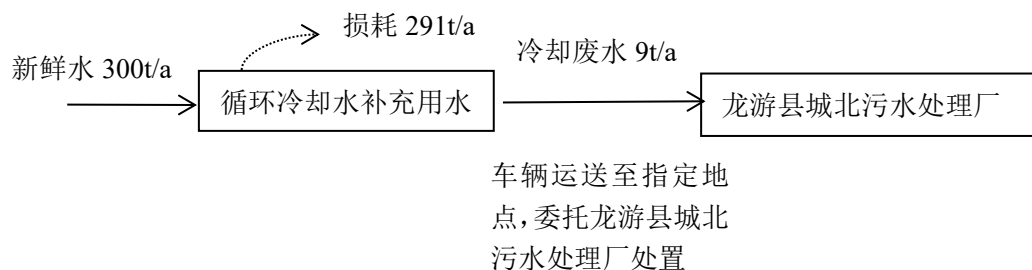 损耗 291t/a
新鲜水 300t/a
冷却废水 9t/a
循环冷却水补充用水
龙游县城北污水处理厂
车辆运送至指定地
点,委托龙游县城北
污水处理厂处置